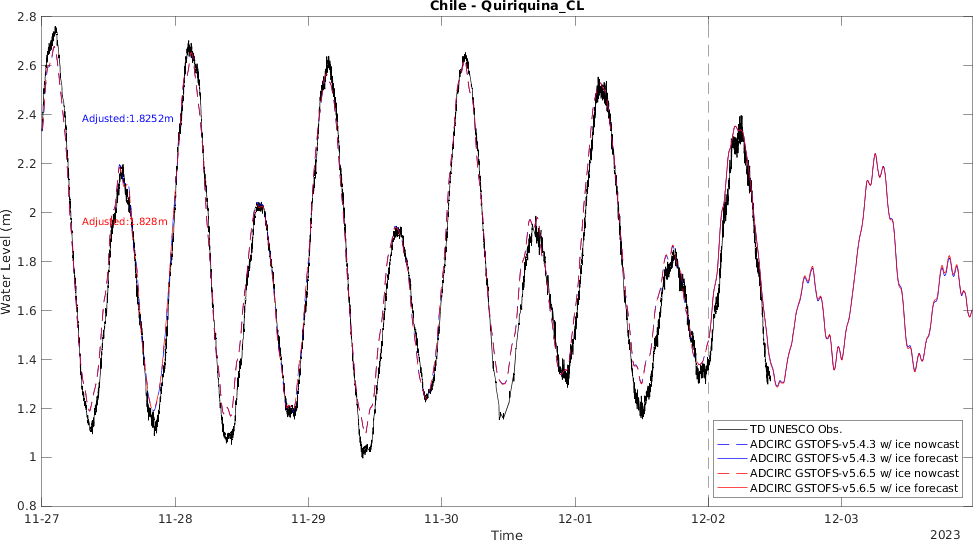 Chile - Quiriquina_CL
2.8
2.6
2.4
2.2
2
1.8
1.6
1.4
1.2
1
0.8
Water Level (m)
Adjusted:1.8252m
Adjusted:1.828m
TD UNESCO Obs.
ADCIRC GSTOFS-v5.4.3 w/ ice nowcast
ADCIRC GSTOFS-v5.4.3 w/ ice forecast
ADCIRC GSTOFS-v5.6.5 w/ ice nowcast
ADCIRC GSTOFS-v5.6.5 w/ ice forecast
11-27 11-28 11-29 11-30 12-01 12-02 12-03
Time
2023